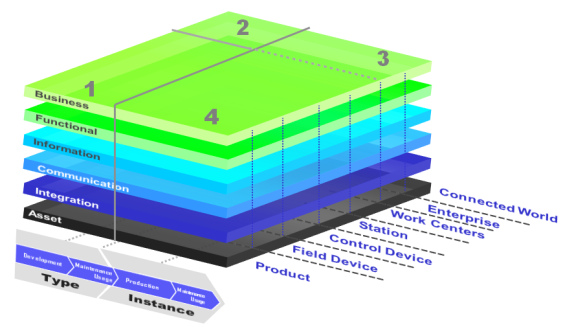 2
3
1
4
Business
Functional
Information
Communication
Integration
Asset
Connected World
Enterprise
Work Centers
Station
Control Device
Field Device
Product
Development
Maintenance
Usage
Production
Maintenance
Usage
Type
Instance